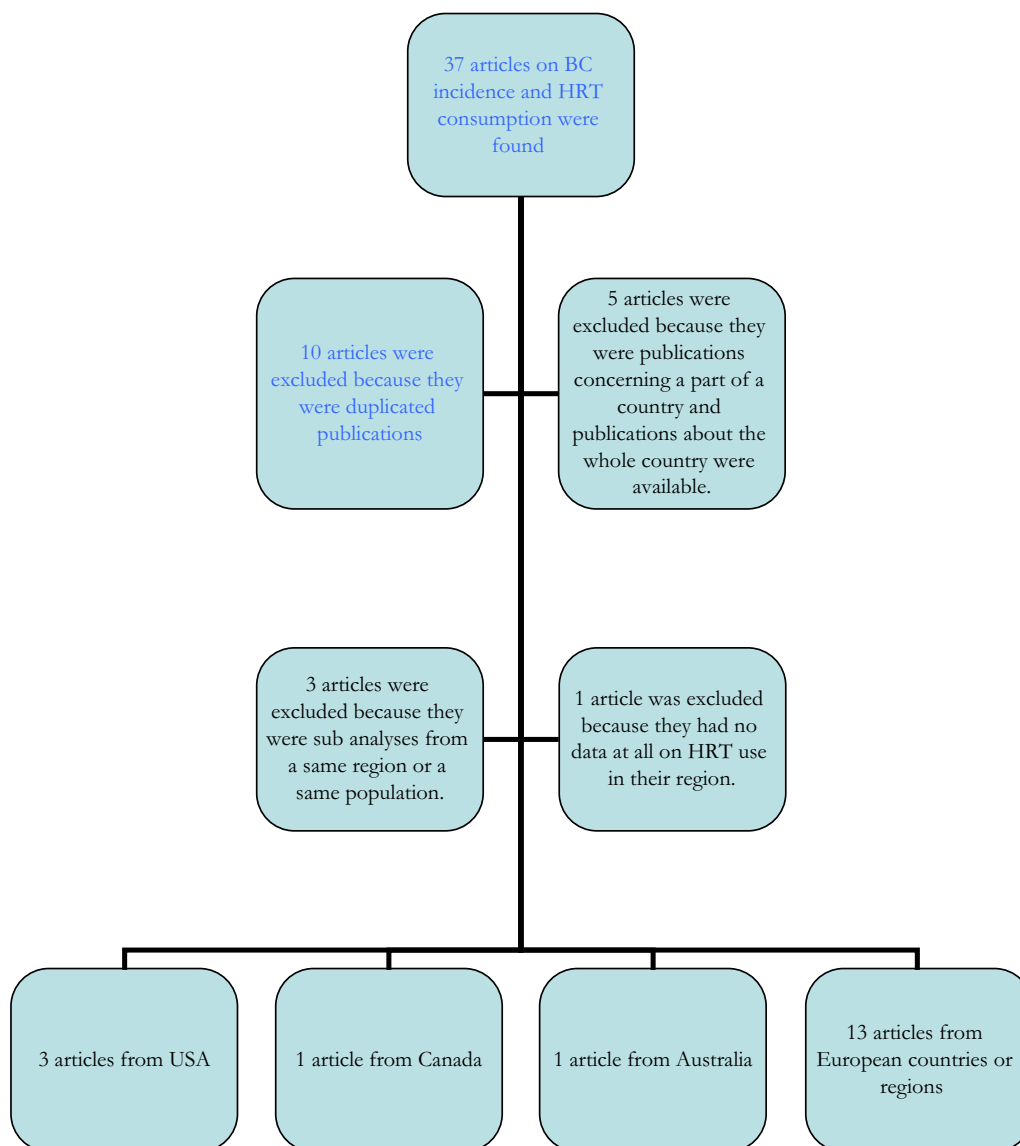 37 articles on BC
incidence and HRT
consumption were
found
10 articles were
excluded because they
were duplicated
publications
5 articles were
excluded because they
were publications
concerning a part of a
country and
publications about the
whole country were
available.
3 articles were
excluded because they
were sub analyses from
a same region or a
same population.
1 article was excluded
because they had no
data at all on HRT use
in their region.
3 articles from USA
1 article from Canada
1 article from Australia
13 articles from
European countries or
regions